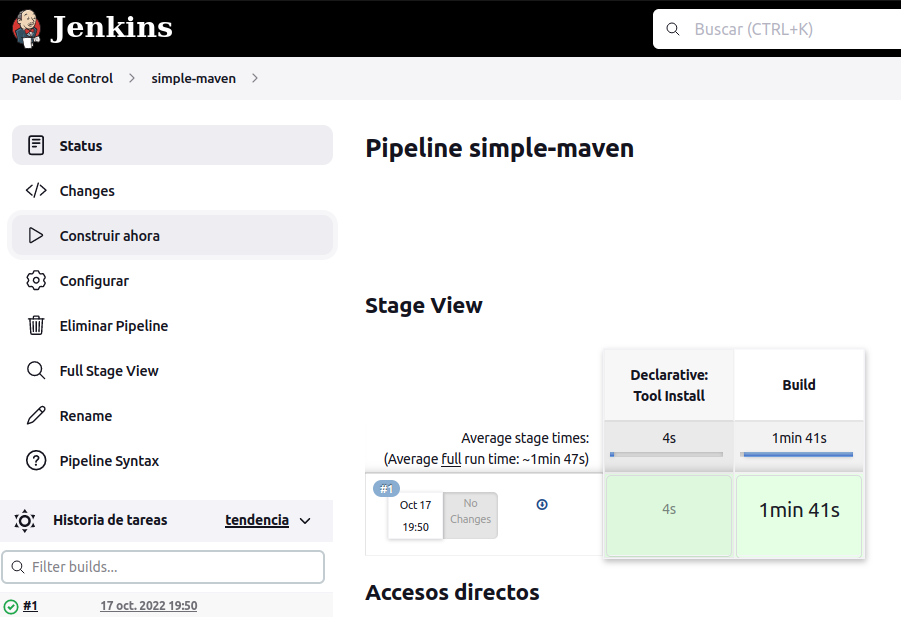 Jenkins
Buscar (CTRL+K)
Panel de Control
simple-maven
Status
Changes
Construir ahora
Configurar
Eliminar Pipeline
Full Stage View
Rename
Pipeline Syntax
Historia de tareas
tendencia
Filter builds...
#1
17 oct. 2022 19:50
Pipeline simple-maven
Stage View
Declarative:
Tool Install
Build
Average stage times:
(Average full run time: ~1min 47s)
4s
1min 41s
#1
Oct 17
19:50
No
Changes
4s
1min 41s
Accesos directos